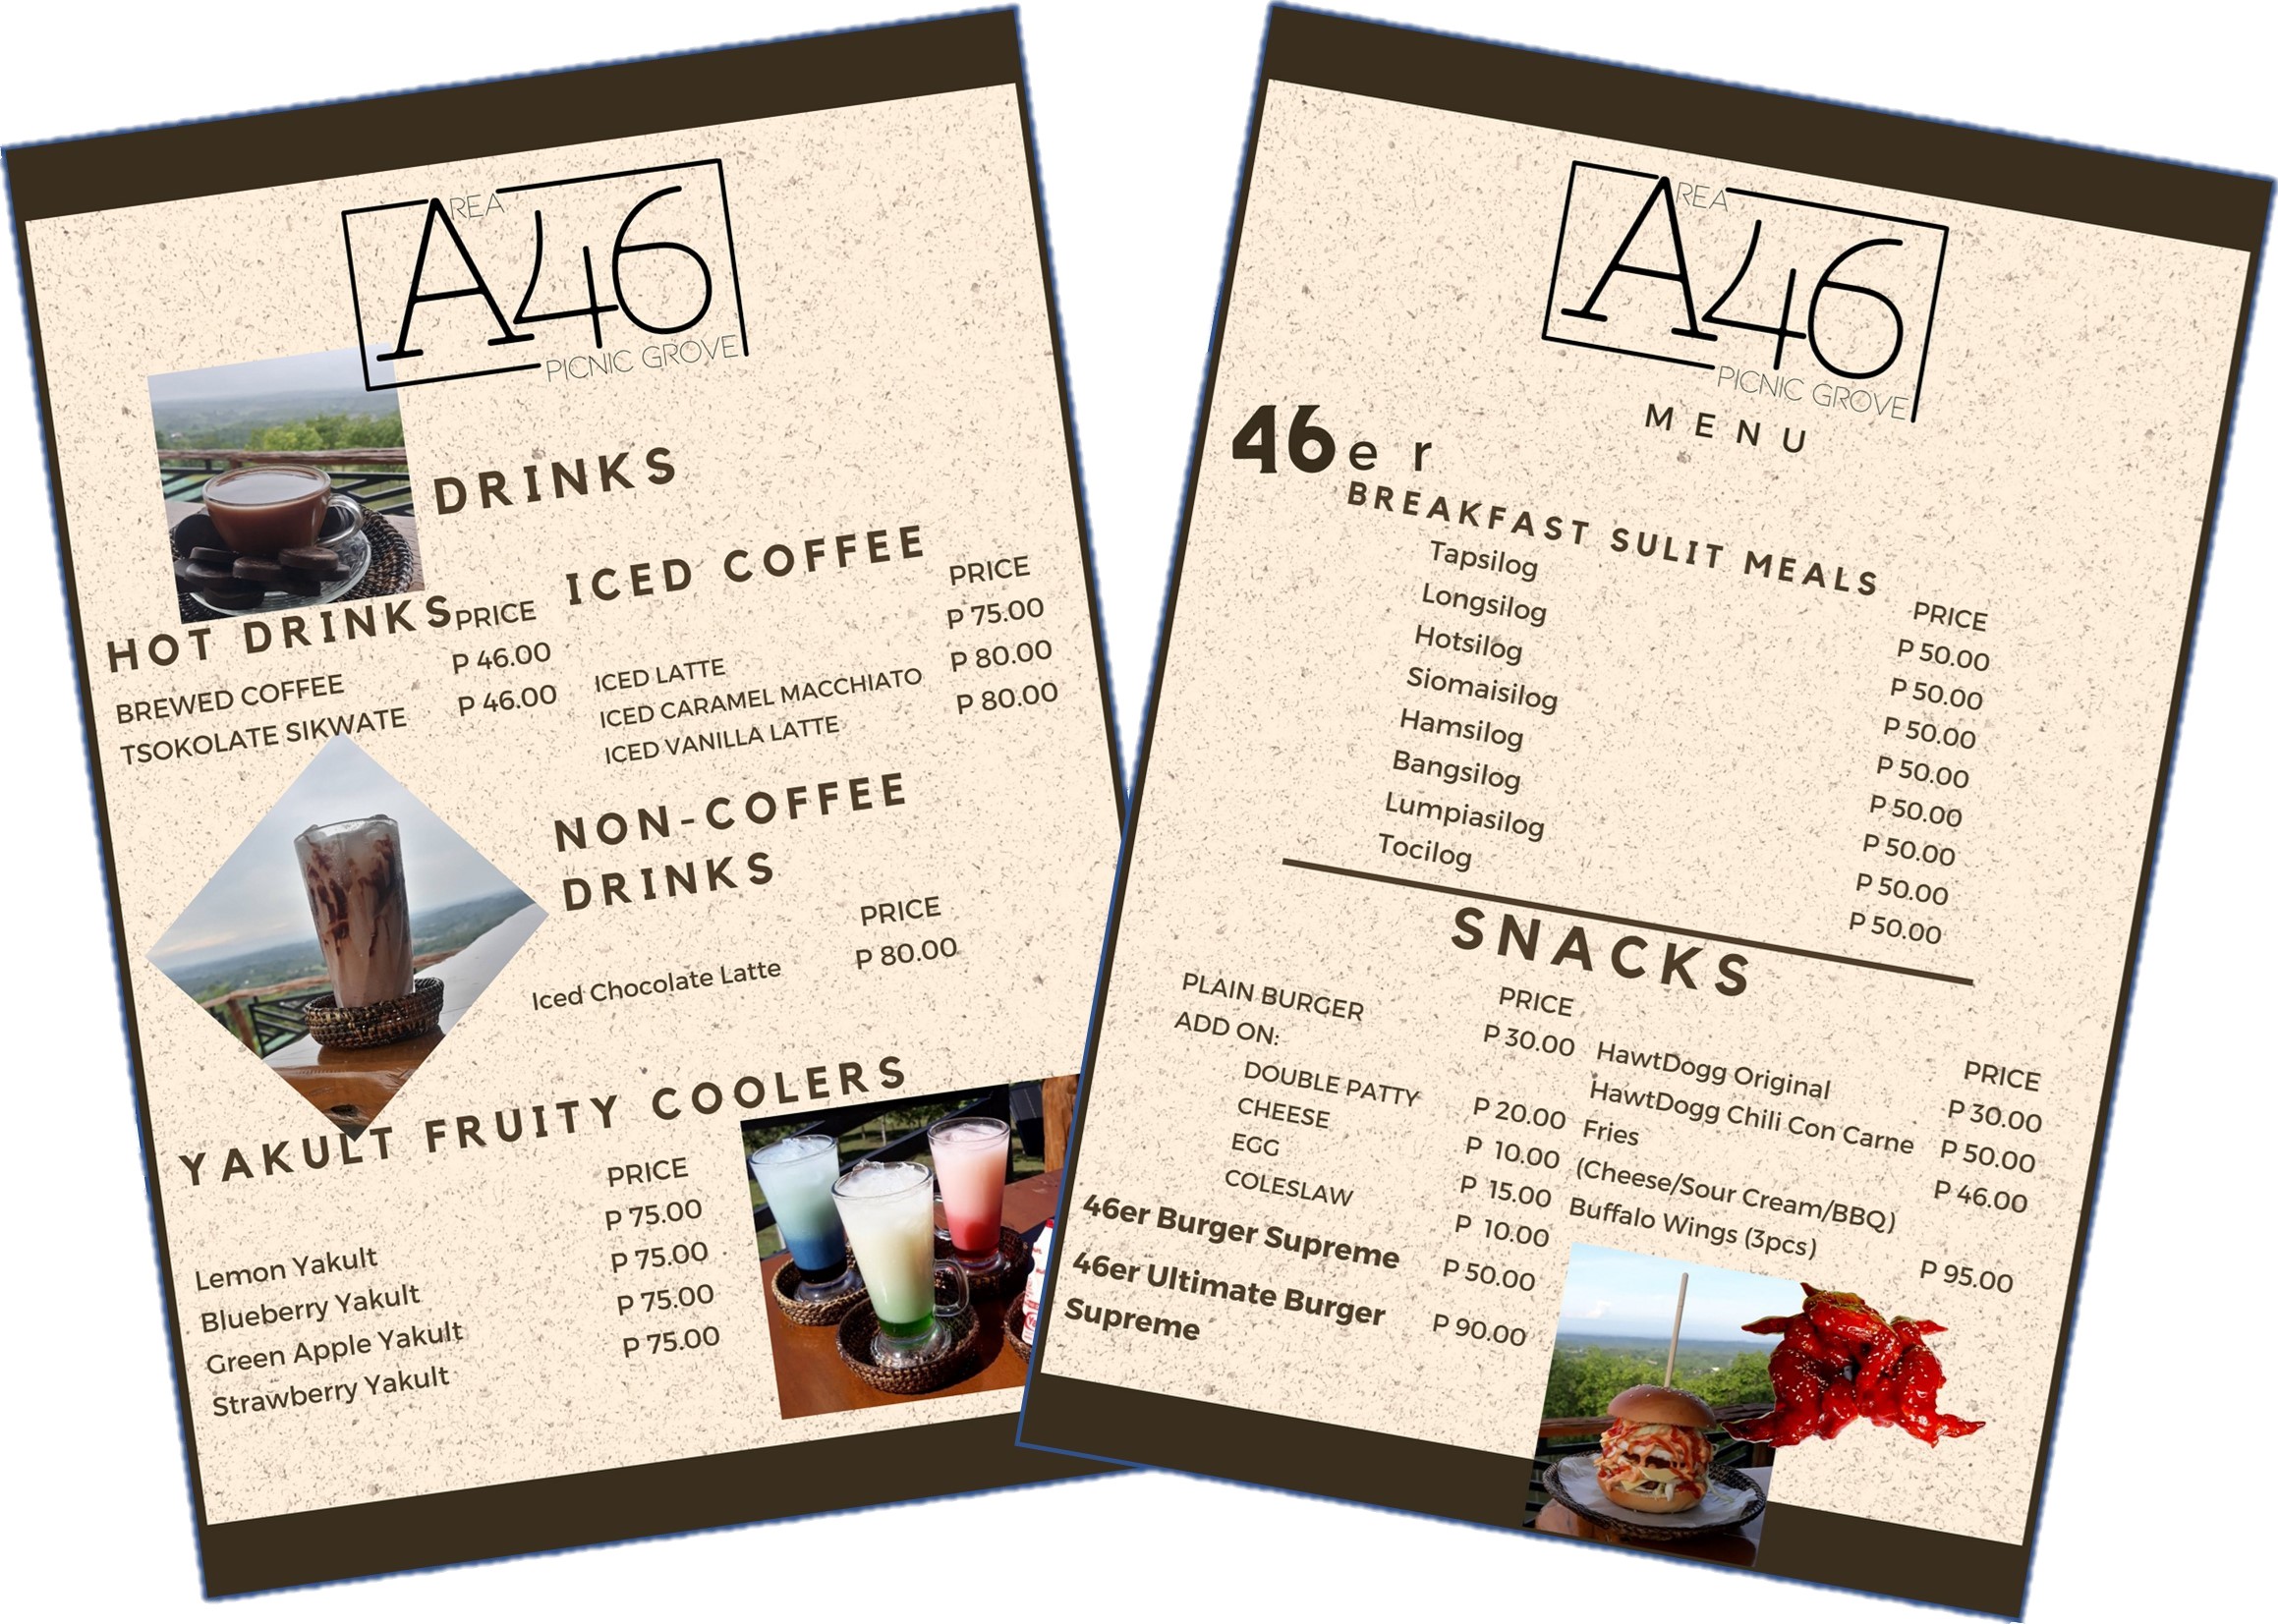 AREA
A46
PICNIC GROVE
DRINKS
HOT DRINKS PRICE
BREWED COFFEE P 46.00
TSOKOLATE SIKWATE P 46.00
ICED COFFEE
PRICE
ICED LATTE P 75.00
ICED CARAMEL MACCHIATO P 80.00
ICED VANILLA LATTE P 80.00
NON-COFFEE
DRINKS
PRICE
Iced Chocolate Latte P 80.00
YAKULT FRUITY COOLERS
PRICE
Lemon Yakult P 75.00
Blueberry Yakult P 75.00
Green Apple Yakult P 75.00
Strawberry Yakult P 75.00
AREA
A46
PICNIC GROVE
MENU
46er
BREAKFAST SULIT MEALS
PRICE
Tapsilog P 50.00
Longsilog P 50.00
Hotsilog P 50.00
Siomaisilog P 50.00
Hamsilog P 50.00
Bangsilog P 50.00
Lumpiasilog P 50.00
Tocilog P 50.00
SNACKS
PRICE
PLAIN BURGER P 30.00
ADD ON:
DOUBLE PATTY P 20.00
CHEESE P 10.00
EGG P 15.00
COLESLAW P 10.00
46er Burger Supreme P 50.00
46er Ultimate Burger
Supreme P 90.00
PRICE
HawtDogg Original P 30.00
HawtDogg Chili Con Carne P 50.00
Fries P 46.00
(Cheese/Sour Cream/BBQ)
Buffalo Wings (3pcs) P 95.00